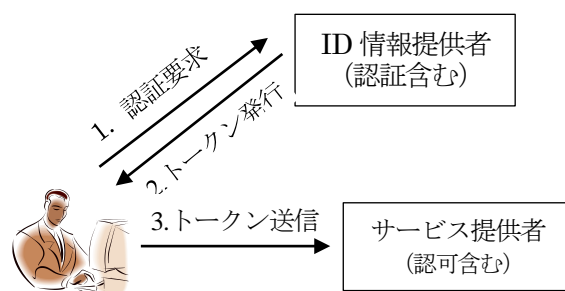 ID 情報提供者
(認証含む)
1. 認証要求
2.トークン発行
3.トークン送信
サービス提供者
(認可含む)